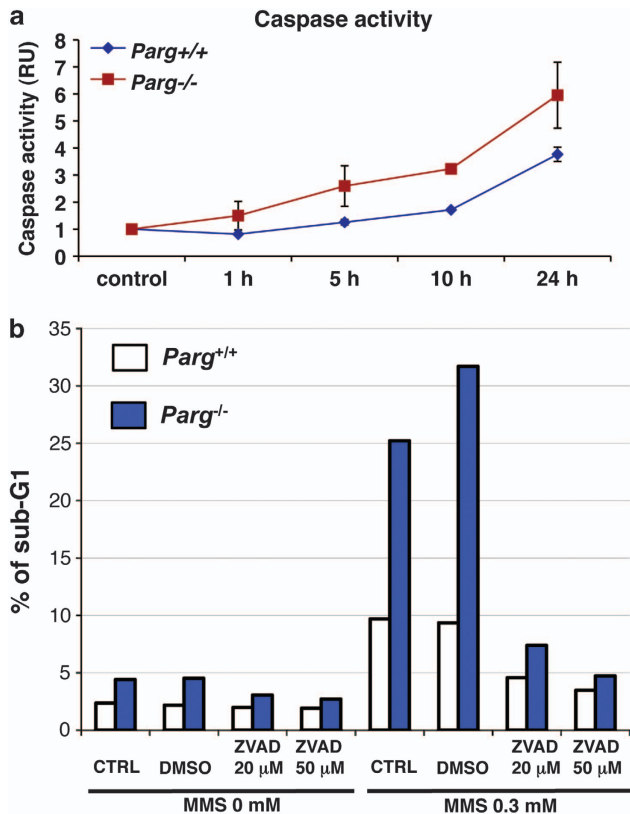 a
Caspase activity
Caspase activity (RU)
8
7
6
5
4
3
2
1
0
Parg+/+
Parg-/-
control 1 h 5 h 10 h 24 h
b
% of sub-G1
35
30
25
20
15
10
5
0
Parg+/+
Parg-/-
CTRL DMSO ZVAD 20 µM ZVAD 50 µM CTRL DMSO ZVAD 20 µM ZVAD 50 µM
MMS 0 mM MMS 0.3 mM